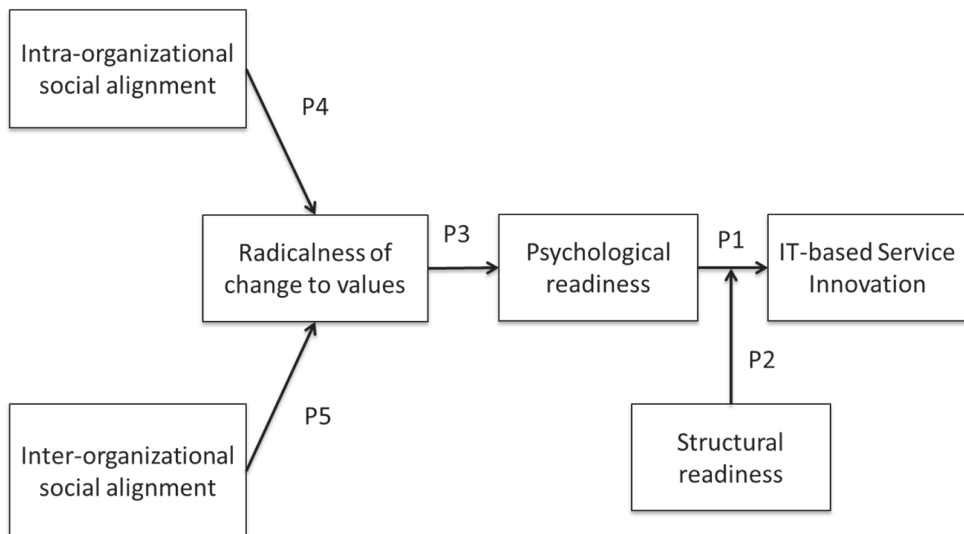 Intra-organizational
social alignment
P4
Radicalness of
change to values
P3
Psychological
readiness
P1
IT-based Service
Innovation
P2
Structural
readiness
P5
Inter-organizational
social alignment